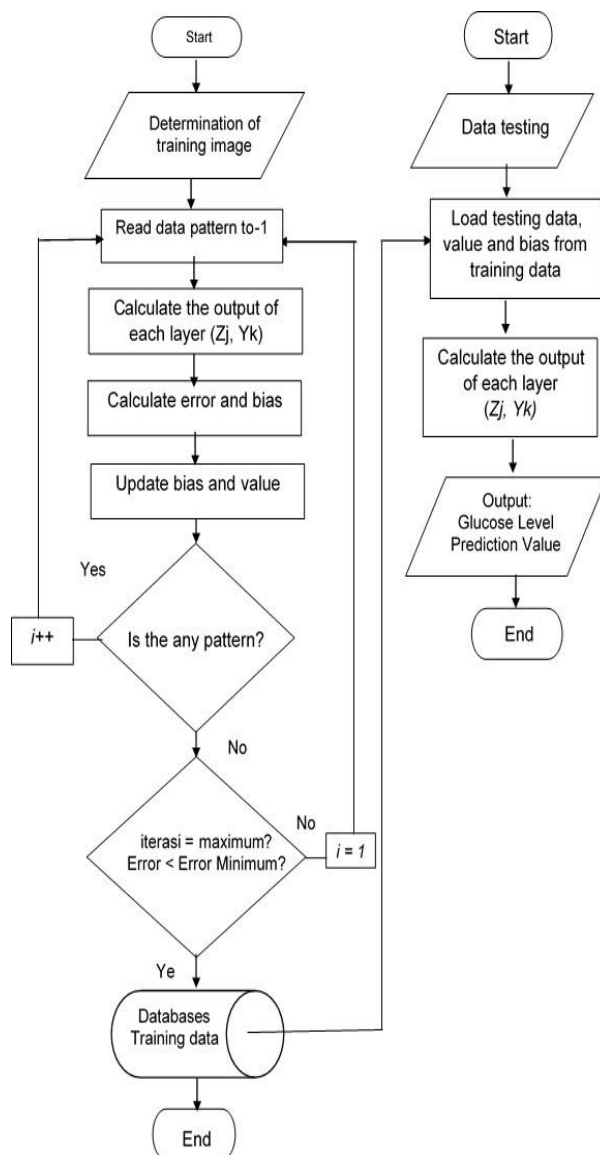 Start
Determination of
training image
Read data pattern to-1
Calculate the output of
each layer (Zj, Yk)
Calculate error and bias
Update bias and value
Yes
i++
Is the any pattern?
No
iterasi = maximum?
Error < Error Minimum?
No
i = 1
Ye
Databases
Training data
End
Start
Data testing
Load testing data,
value and bias from
training data
Calculate the output
of each layer
(Zj, Yk)
Output:
Glucose Level
Prediction Value
End